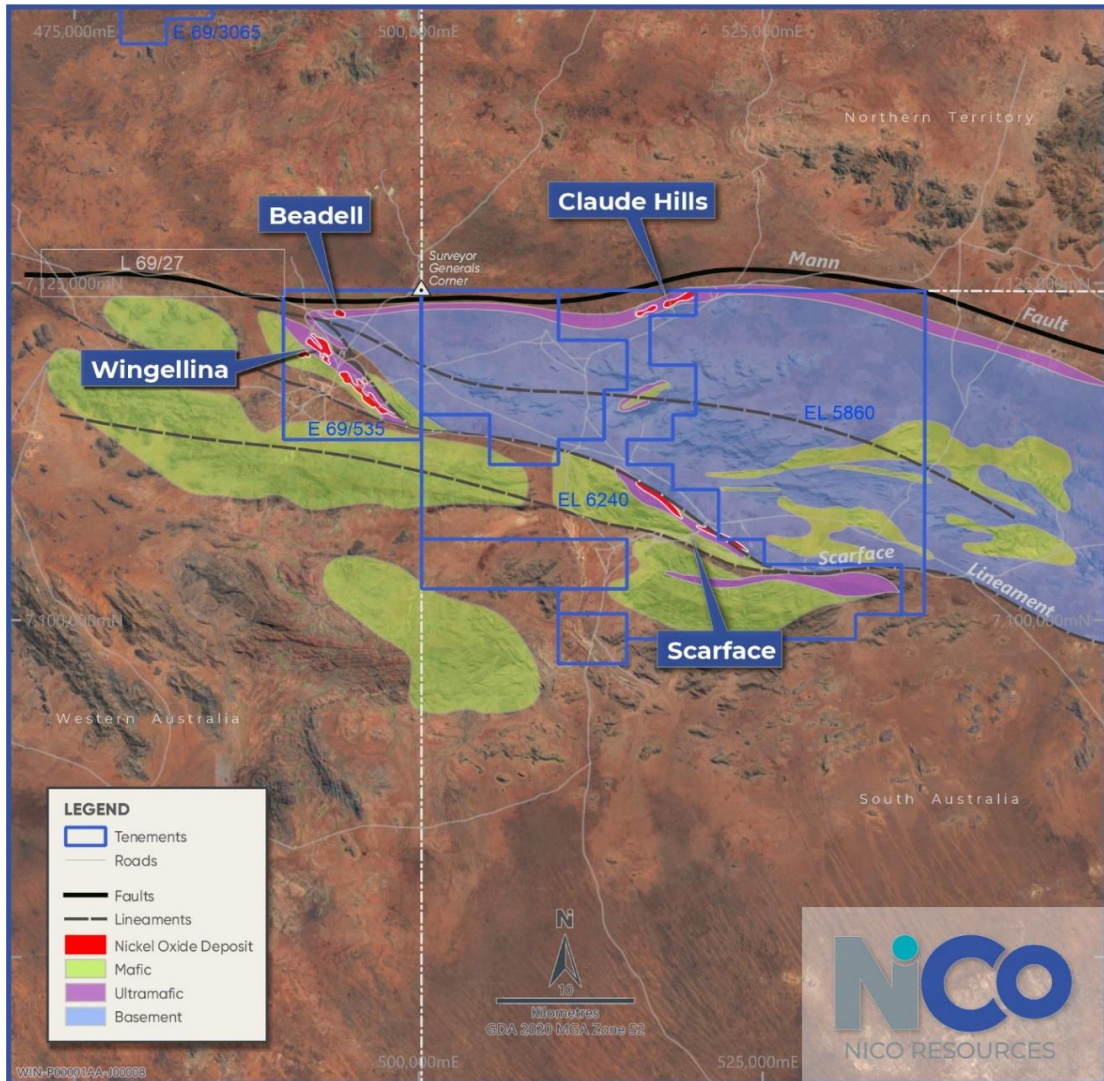 475,000mE
E 69/3065
500,000mE
525,000mE
Northern Territory
Beadell
Claude Hills
L 69/27
Surveyor
Generals
Corner
Mann
Fault
7,125,000mN
Wingellina
E 69/535
EL 5860
EL 6240
Scarface
Lineament
7,100,000mN
7,100,000mN
Scarface
Western Australia
South Australia
LEGEND
Tenements
Roads
Faults
Lineaments
Nickel Oxide Deposit
Mafic
Ultramafic
Basement
N
10
Kilometres
GDA 2020 MGA Zone 52
NiCo
NICO RESOURCES
WIN-P00001AA-J00008
500,000mE
525,000mE